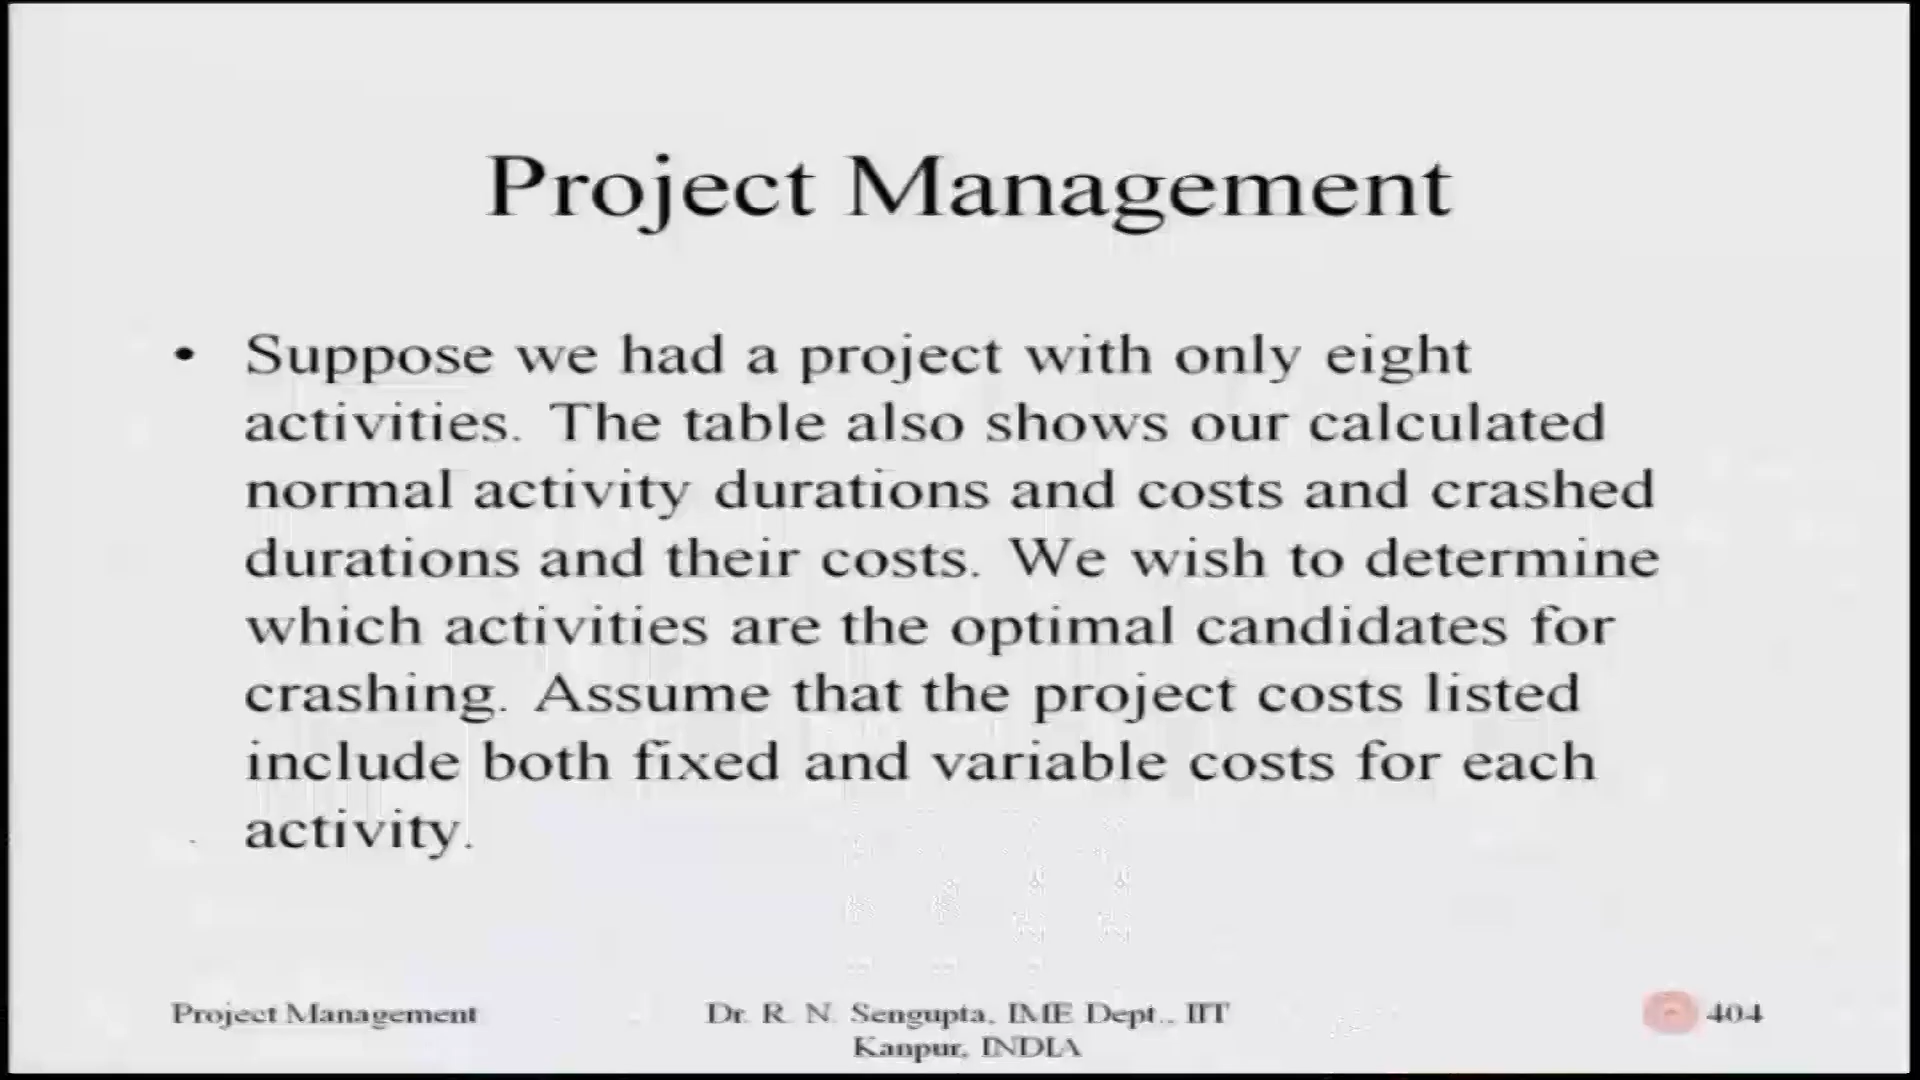 Project Management
• Suppose we had a project with only eight
activities. The table also shows our calculated
normal activity durations and costs and crashed
durations and their costs. We wish to determine
which activities are the optimal candidates for
crashing. Assume that the project costs listed
include both fixed and variable costs for each
activity.
Project Management
Dr. R. N. Sengupta, IME Dept., IIT
Kanpur, INDIA
404